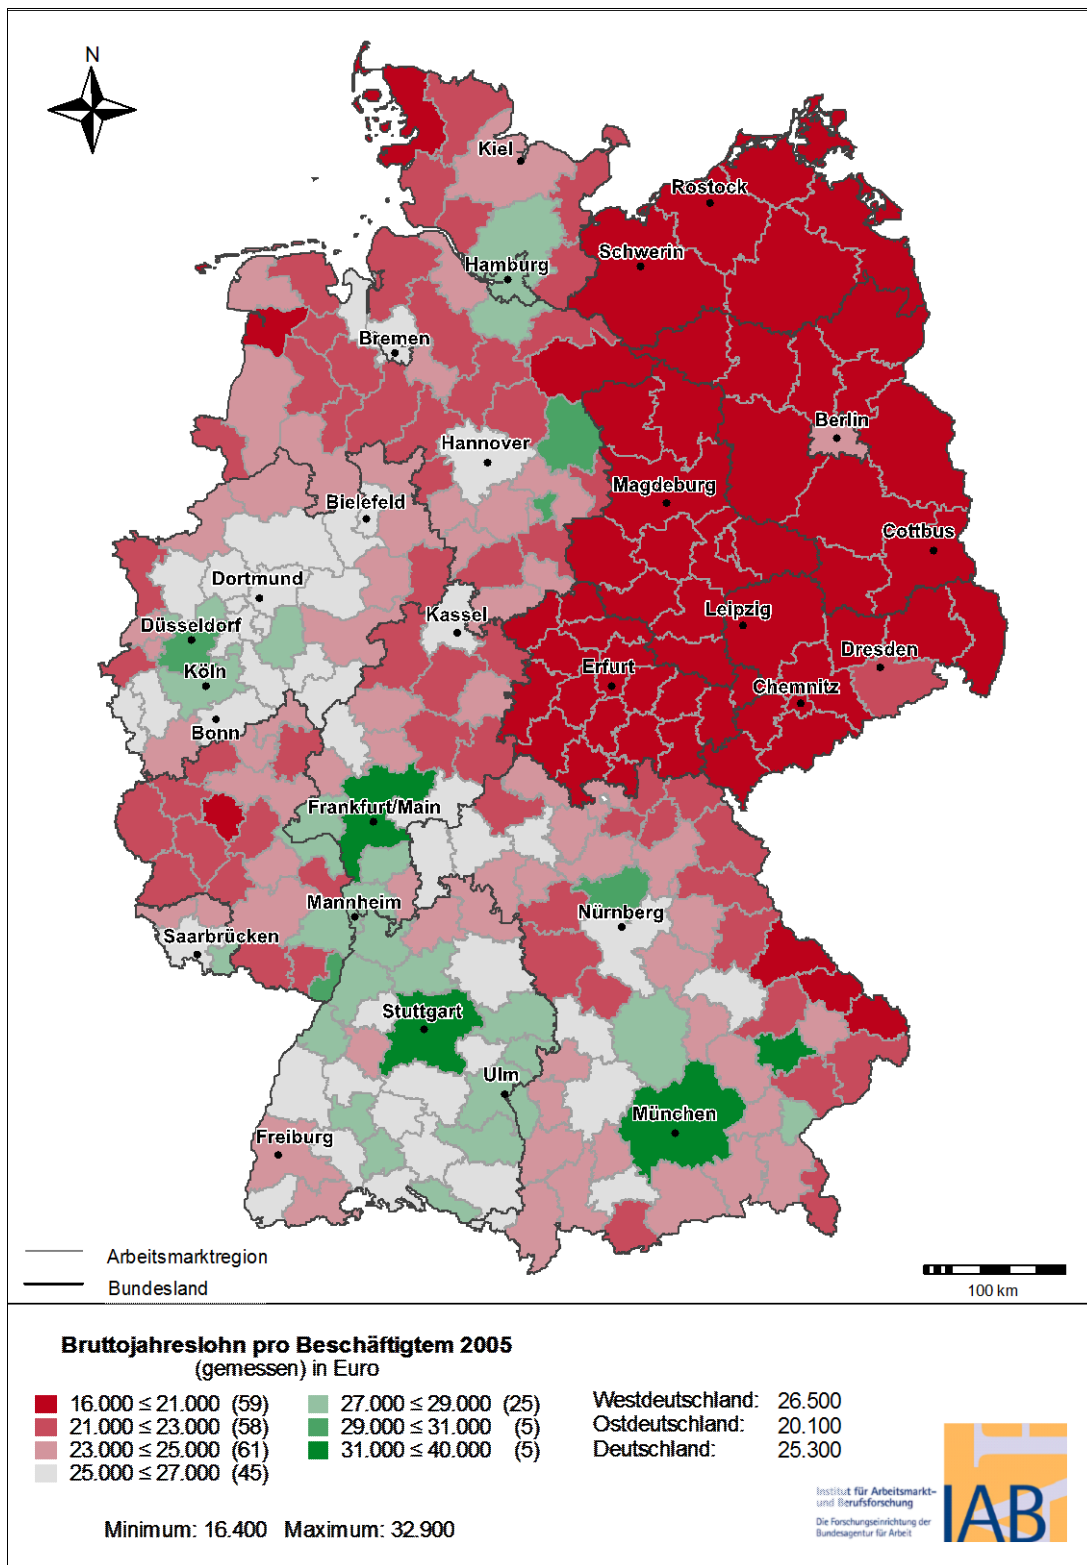 N
Kiel
Rostock
Schwerin
Hamburg
Bremen
Berlin
Hannover
Magdeburg
Bielefeld
Cottbus
Dortmund
Leipzig
Kassel
Düsseldorf
Dresden
Köln
Erfurt
Chemnitz
Bonn
Frankfurt/Main
Mannheim
Nürnberg
Saarbrücken
Stuttgart
Ulm
München
Freiburg
Arbeitsmarktregion
Bundesland
100 km
Bruttojahreslohn pro Beschäftigtem 2005
(gemessen) in Euro
16.000 ≤ 21.000 (59)
21.000 ≤ 23.000 (58)
23.000 ≤ 25.000 (61)
25.000 ≤ 27.000 (45)
27.000 ≤ 29.000 (25)
29.000 ≤ 31.000 (5)
31.000 ≤ 40.000 (5)
Westdeutschland: 26.500
Ostdeutschland: 20.100
Deutschland: 25.300
Minimum: 16.400 Maximum: 32.900
Institut für Arbeitsmarkt-
und Berufsforschung
Die Forschungseinrichtung der
Bundesagentur für Arbeit
IAB